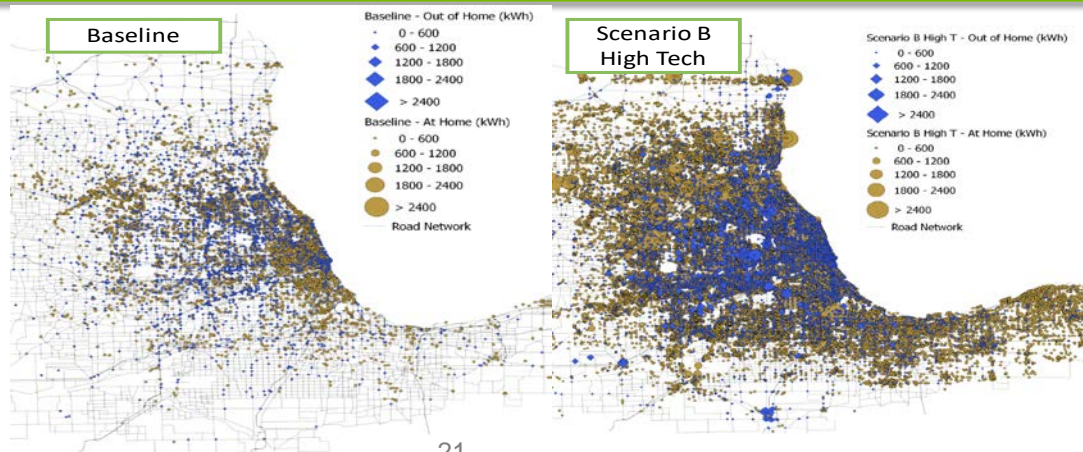 Baseline
Baseline - Out of Home (kWh)
0 - 600
600 - 1200
1200 - 1800
1800 - 2400
> 2400
Baseline - At Home (kWh)
0 - 600
600 - 1200
1200 - 1800
1800 - 2400
> 2400
Road Network
Scenario B
High Tech
Scenario B High T - Out of Home (kWh)
0 - 600
600 - 1200
1200 - 1800
1800 - 2400
> 2400
Scenario B High T - At Home (kWh)
0 - 600
600 - 1200
1200 - 1800
1800 - 2400
> 2400
Road Network
21